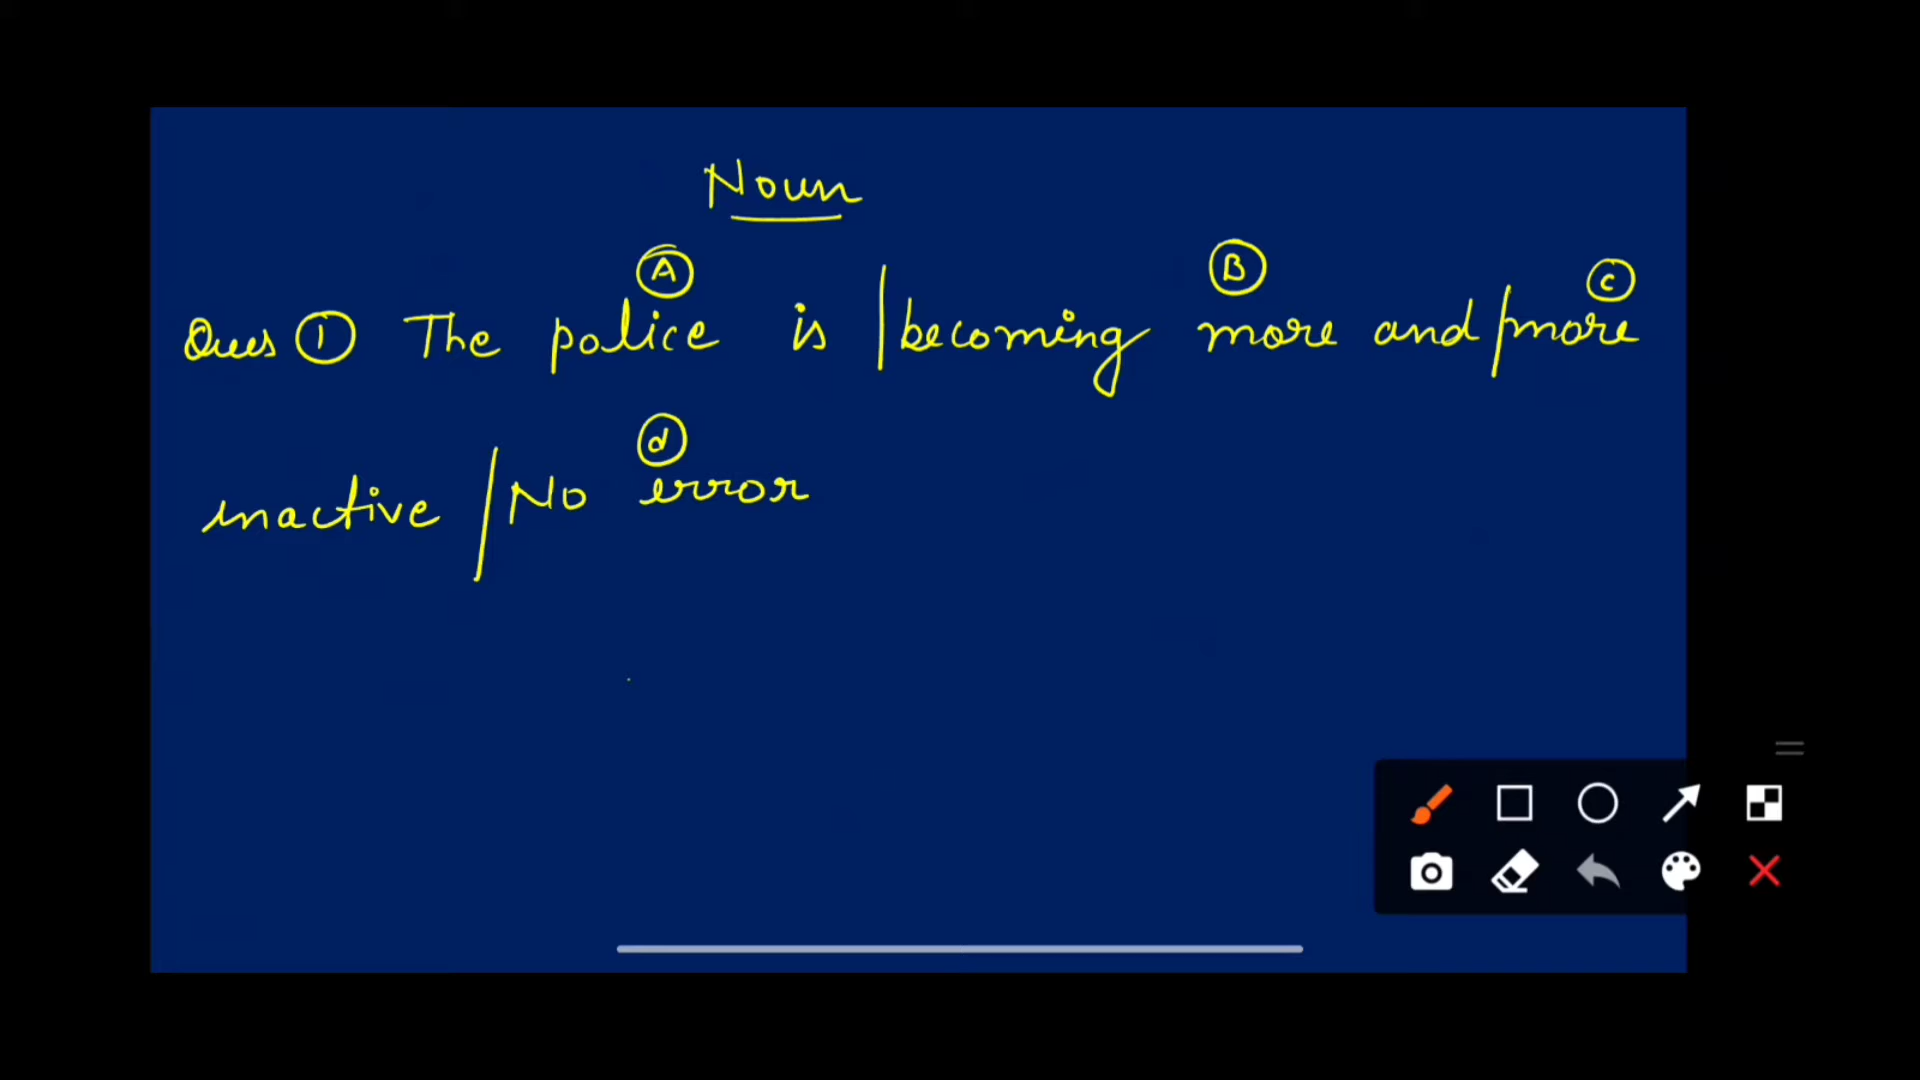 Noun
A B C
Ques 1 The police is / becoming more and / more
d
inactive / No error